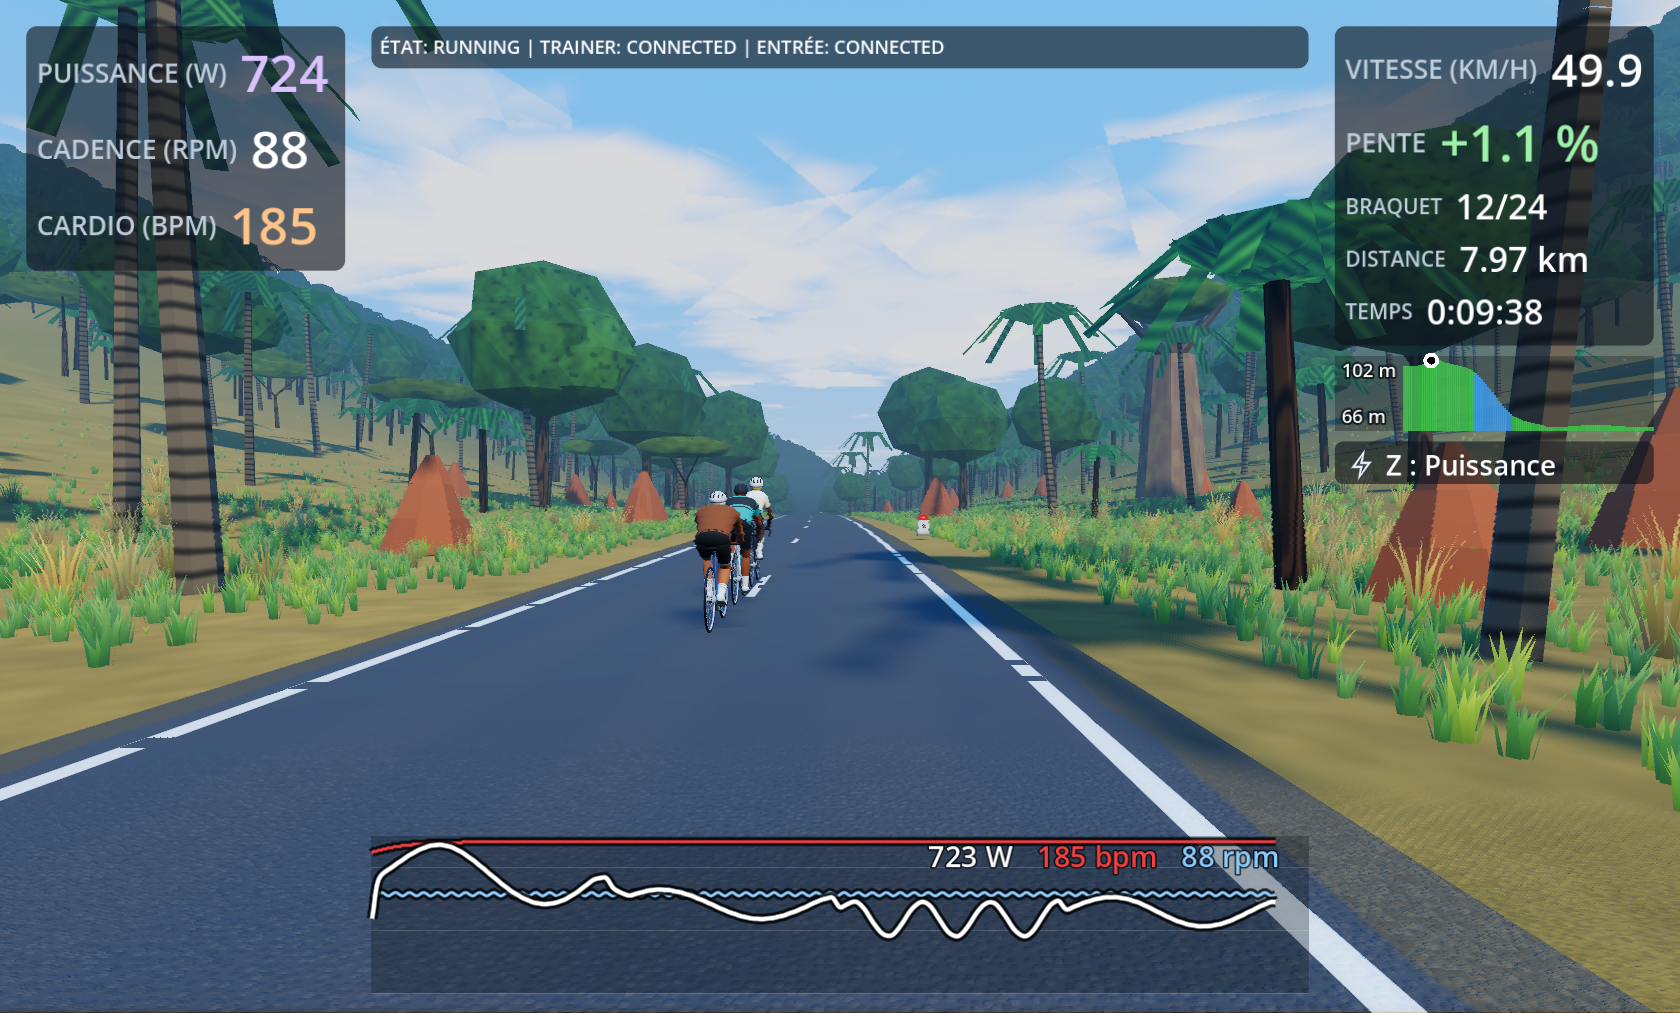 PUISSANCE (W) 724
CADENCE (RPM) 88
CARDIO (BPM) 185
ÉTAT: RUNNING | TRAINER: CONNECTED | ENTRÉE: CONNECTED
VITESSE (KM/H) 49.9
PENTE +1.1 %
BRAQUET 12/24
DISTANCE 7.97 km
TEMPS 0:09:38
102 m
66 m
Z : Puissance
723 W 185 bpm 88 rpm